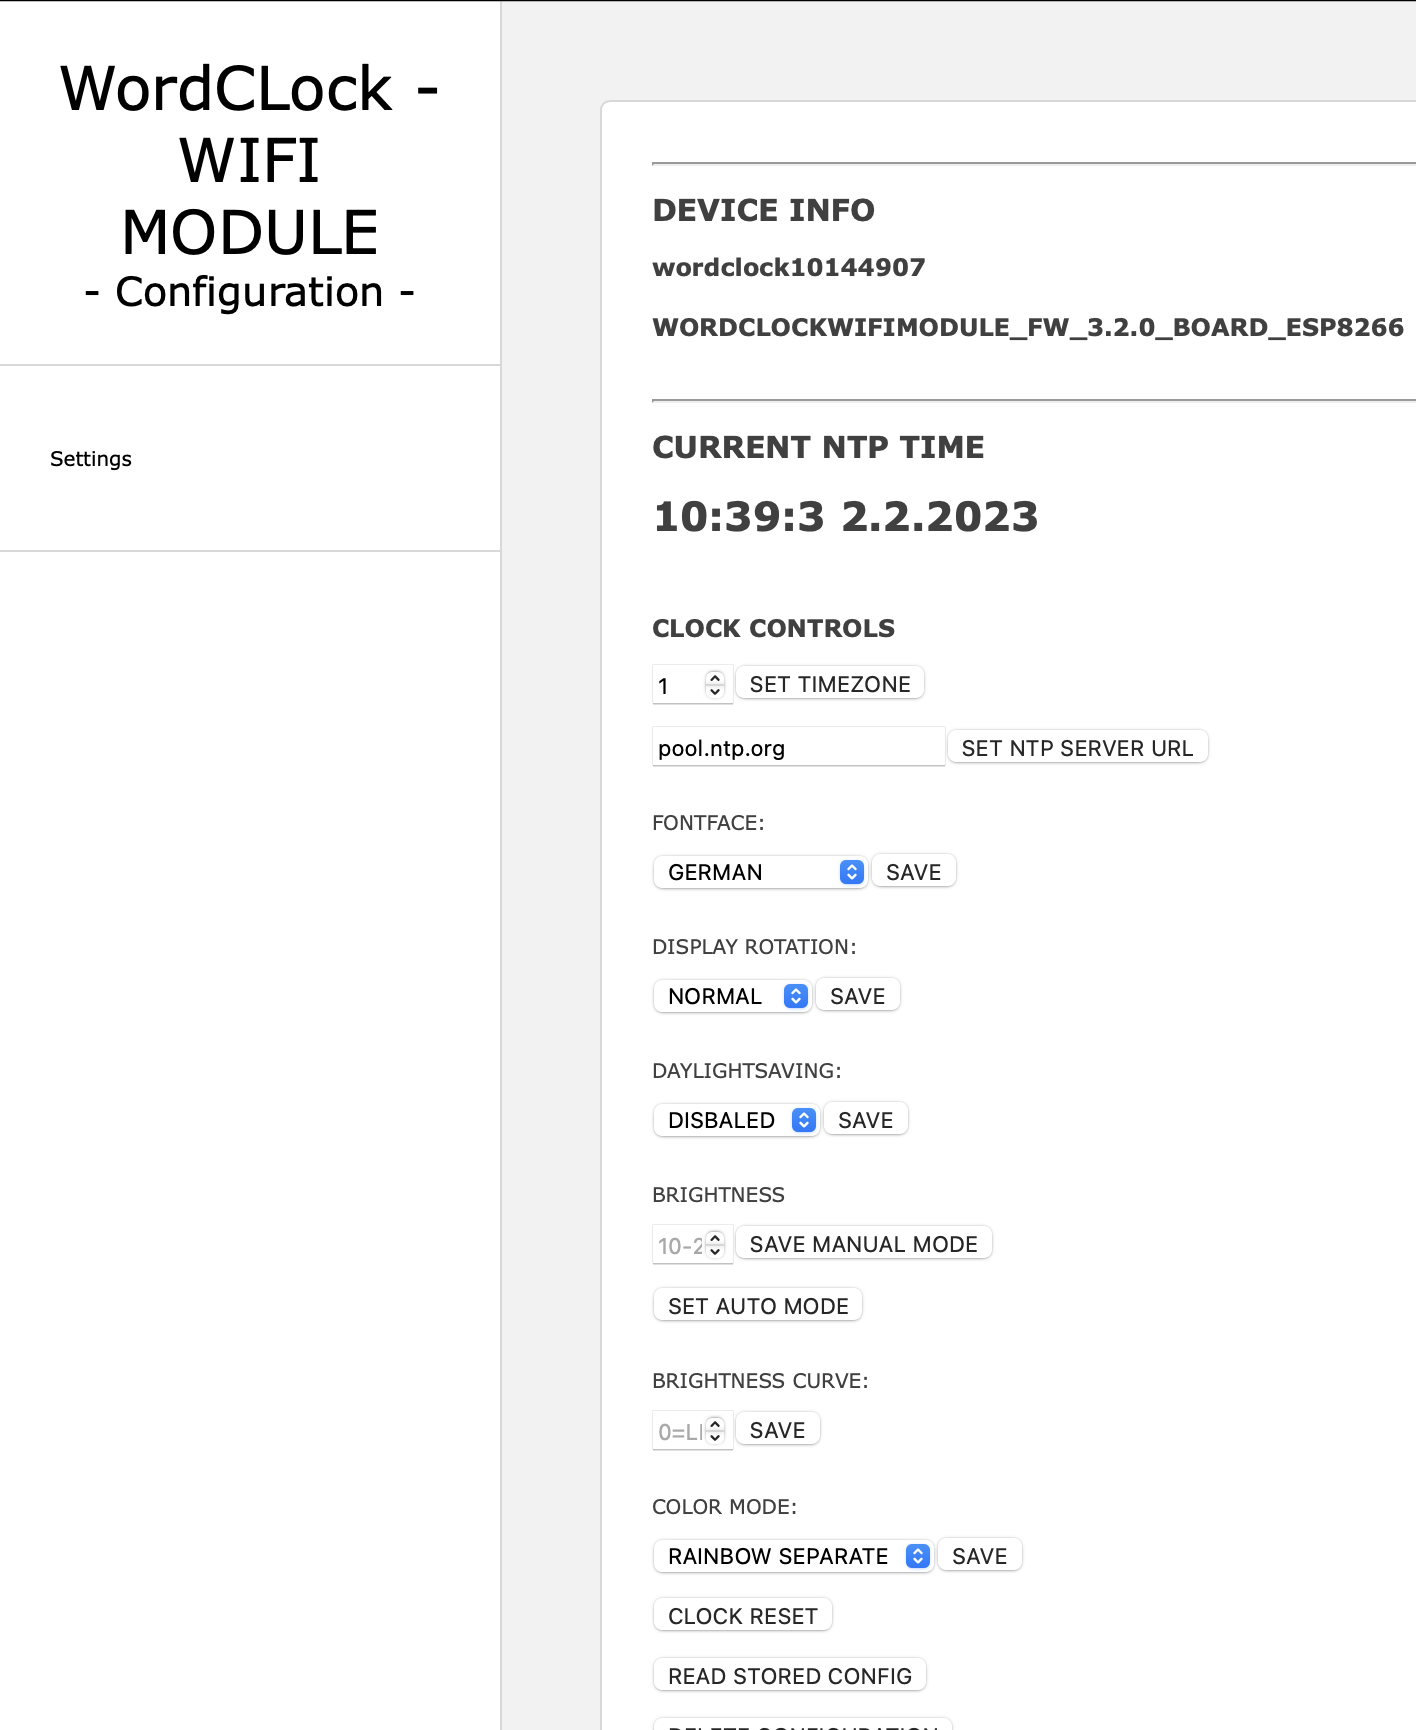 WordCLock -
WIFI
MODULE
- Configuration -
Settings
DEVICE INFO
wordclock10144907
WORDCLOCKWIFIMODULE_FW_3.2.0_BOARD_ESP8266
CURRENT NTP TIME
10:39:3 2.2.2023
CLOCK CONTROLS
1 SET TIMEZONE
pool.ntp.org SET NTP SERVER URL
FONTFACE:
GERMAN SAVE
DISPLAY ROTATION:
NORMAL SAVE
DAYLIGHTSAVING:
DISBALED SAVE
BRIGHTNESS
10-2 SAVE MANUAL MODE
SET AUTO MODE
BRIGHTNESS CURVE:
0=LI SAVE
COLOR MODE:
RAINBOW SEPARATE SAVE
CLOCK RESET
READ STORED CONFIG
DELETE CONFIGURATION